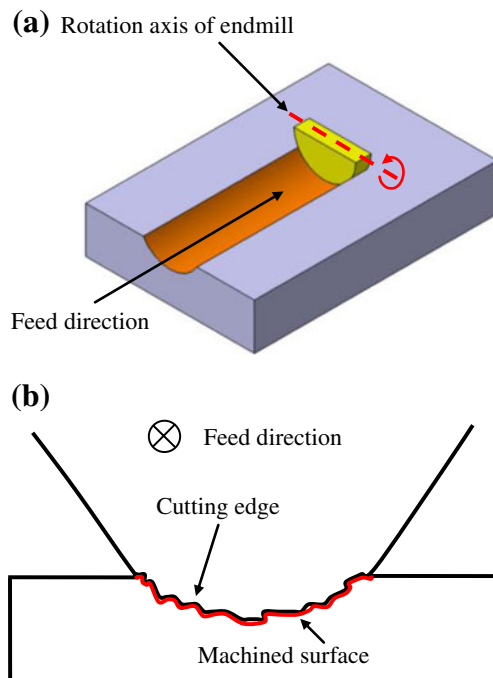 (a) Rotation axis of endmill
Feed direction
(b)
Feed direction
Cutting edge
Machined surface